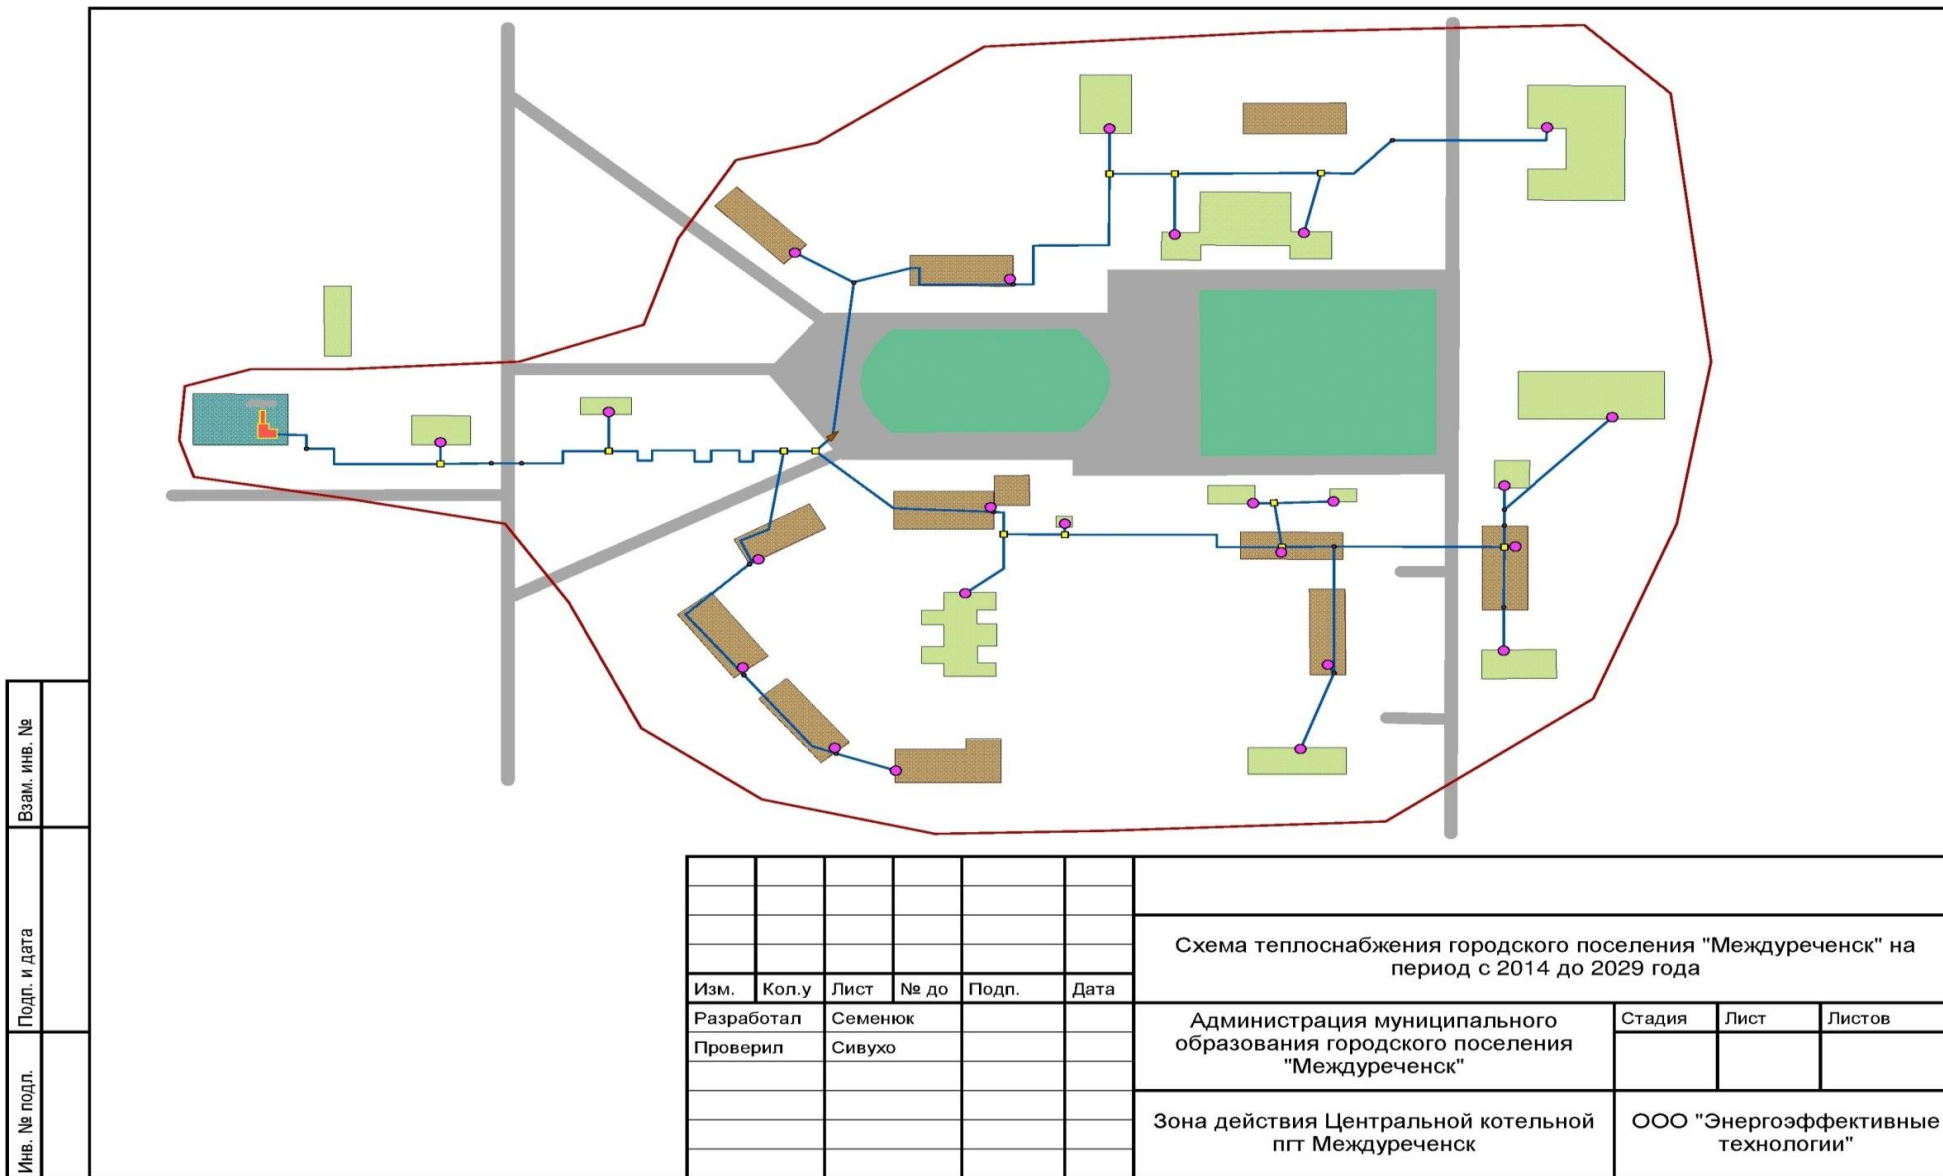 Взам. инв. №
Подп. и дата
Инв. № подл.
Схема теплоснабжения городского поселения "Междуреченск" на
период с 2014 до 2029 года
Изм. Кол.у Лист № до Подп. Дата
Разработал Семенюк
Проверил Сивухо
Администрация муниципального
образования городского поселения
"Междуреченск"
Стадия Лист Листов
Зона действия Центральной котельной
пгт Междуреченск
ООО "Энергоэффективные
технологии"